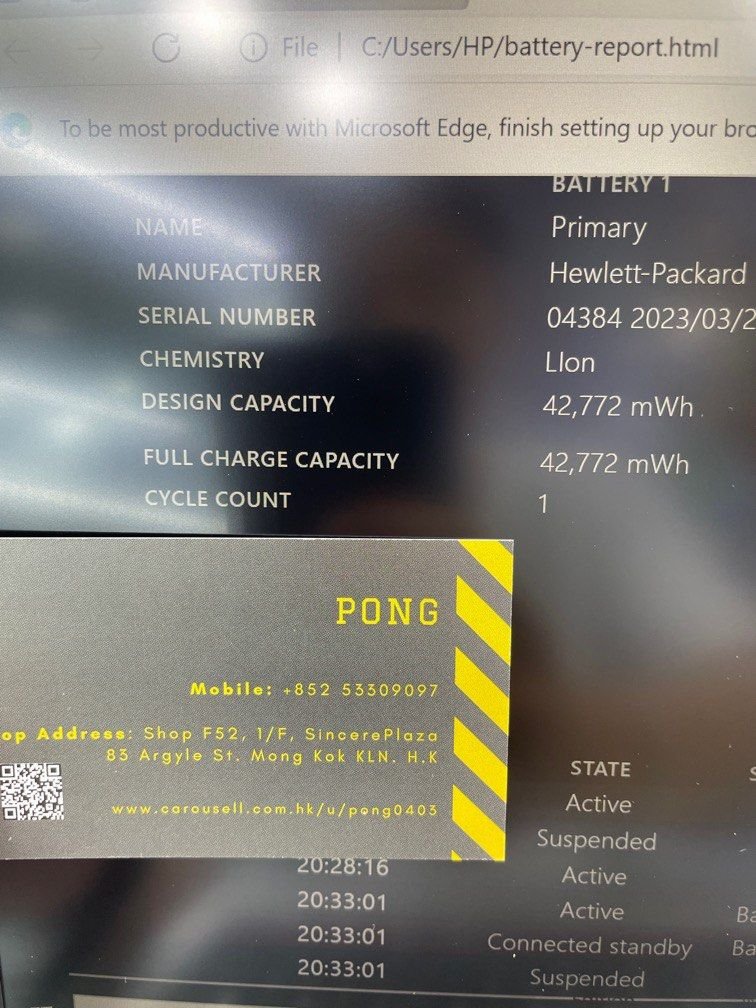 File | C:/Users/HP/battery-report.html
To be most productive with Microsoft Edge, finish setting up your bro
BATTERY 1
NAME Primary
MANUFACTURER Hewlett-Packard
SERIAL NUMBER 04384 2023/03/2
CHEMISTRY LIon
DESIGN CAPACITY 42,772 mWh
FULL CHARGE CAPACITY 42,772 mWh
CYCLE COUNT 1
PONG
Mobile: +852 53309097
op Address: Shop F52, 1/F, SincerePlaza
83 Argyle St. Mong Kok KLN. H.K
www.carousell.com.hk/u/pong0403
STATE S
Active
Suspended
20:28:16 Active
20:33:01 Active Ba
20:33:01 Connected standby Ba
20:33:01 Suspended